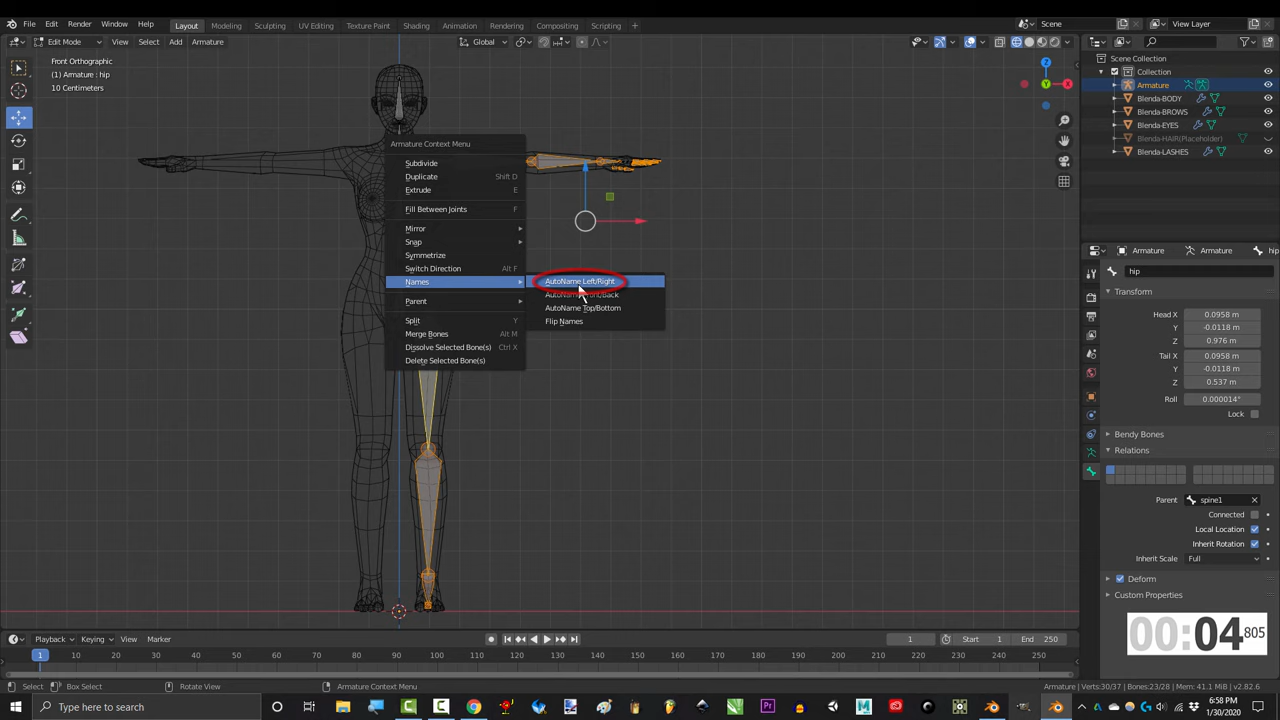 File Edit Render Window Help Layout Modeling Sculpting UV Editing Texture Paint Shading Animation Rendering Compositing Scripting Scene View Layer
Edit Mode View Select Add Armature Global
Front Orthographic
(1) Armature : hip
10 Centimeters
Armature Context Menu
Subdivide
Duplicate Shift D
Extrude E
Fill Between Joints F
Mirror
Snap
Symmetrize
Switch Direction Alt F
Names
Parent
Split Y
Merge Bones Alt M
Dissolve Selected Bone(s) Ctrl X
Delete Selected Bone(s)
AutoName Left/Right
AutoName Front/Back
AutoName Top/Bottom
Flip Names
Z
X
Y
Scene Collection
Collection
Armature
Blenda-BODY
Blenda-BROWS
Blenda-EYES
Blenda-HAIR(Placeholder)
Blenda-LASHES
Armature Armature hip
hip
Transform
Head X 0.0958 m
Y -0.0118 m
Z 0.976 m
Tail X 0.0958 m
Y -0.0118 m
Z 0.537 m
Roll 0.000014°
Lock
Bendy Bones
Relations
Parent spine1
Connected
Local Location
Inherit Rotation
Inherit Scale Full
Deform
Custom Properties
00:04805
Playback Keying View Marker 1 Start 1 End 250
1 10 20 30 40 50 60 70 80 90 100 110 120 130 140 150 160 170 180 190 200 210 220 230 240 250
Select Box Select Rotate View Armature Context Menu Armature | Verts:30/37 | Bones:23/28 | Mem: 41.1 MiB | v2.82.6
Type here to search
6:58 PM
1/30/2020